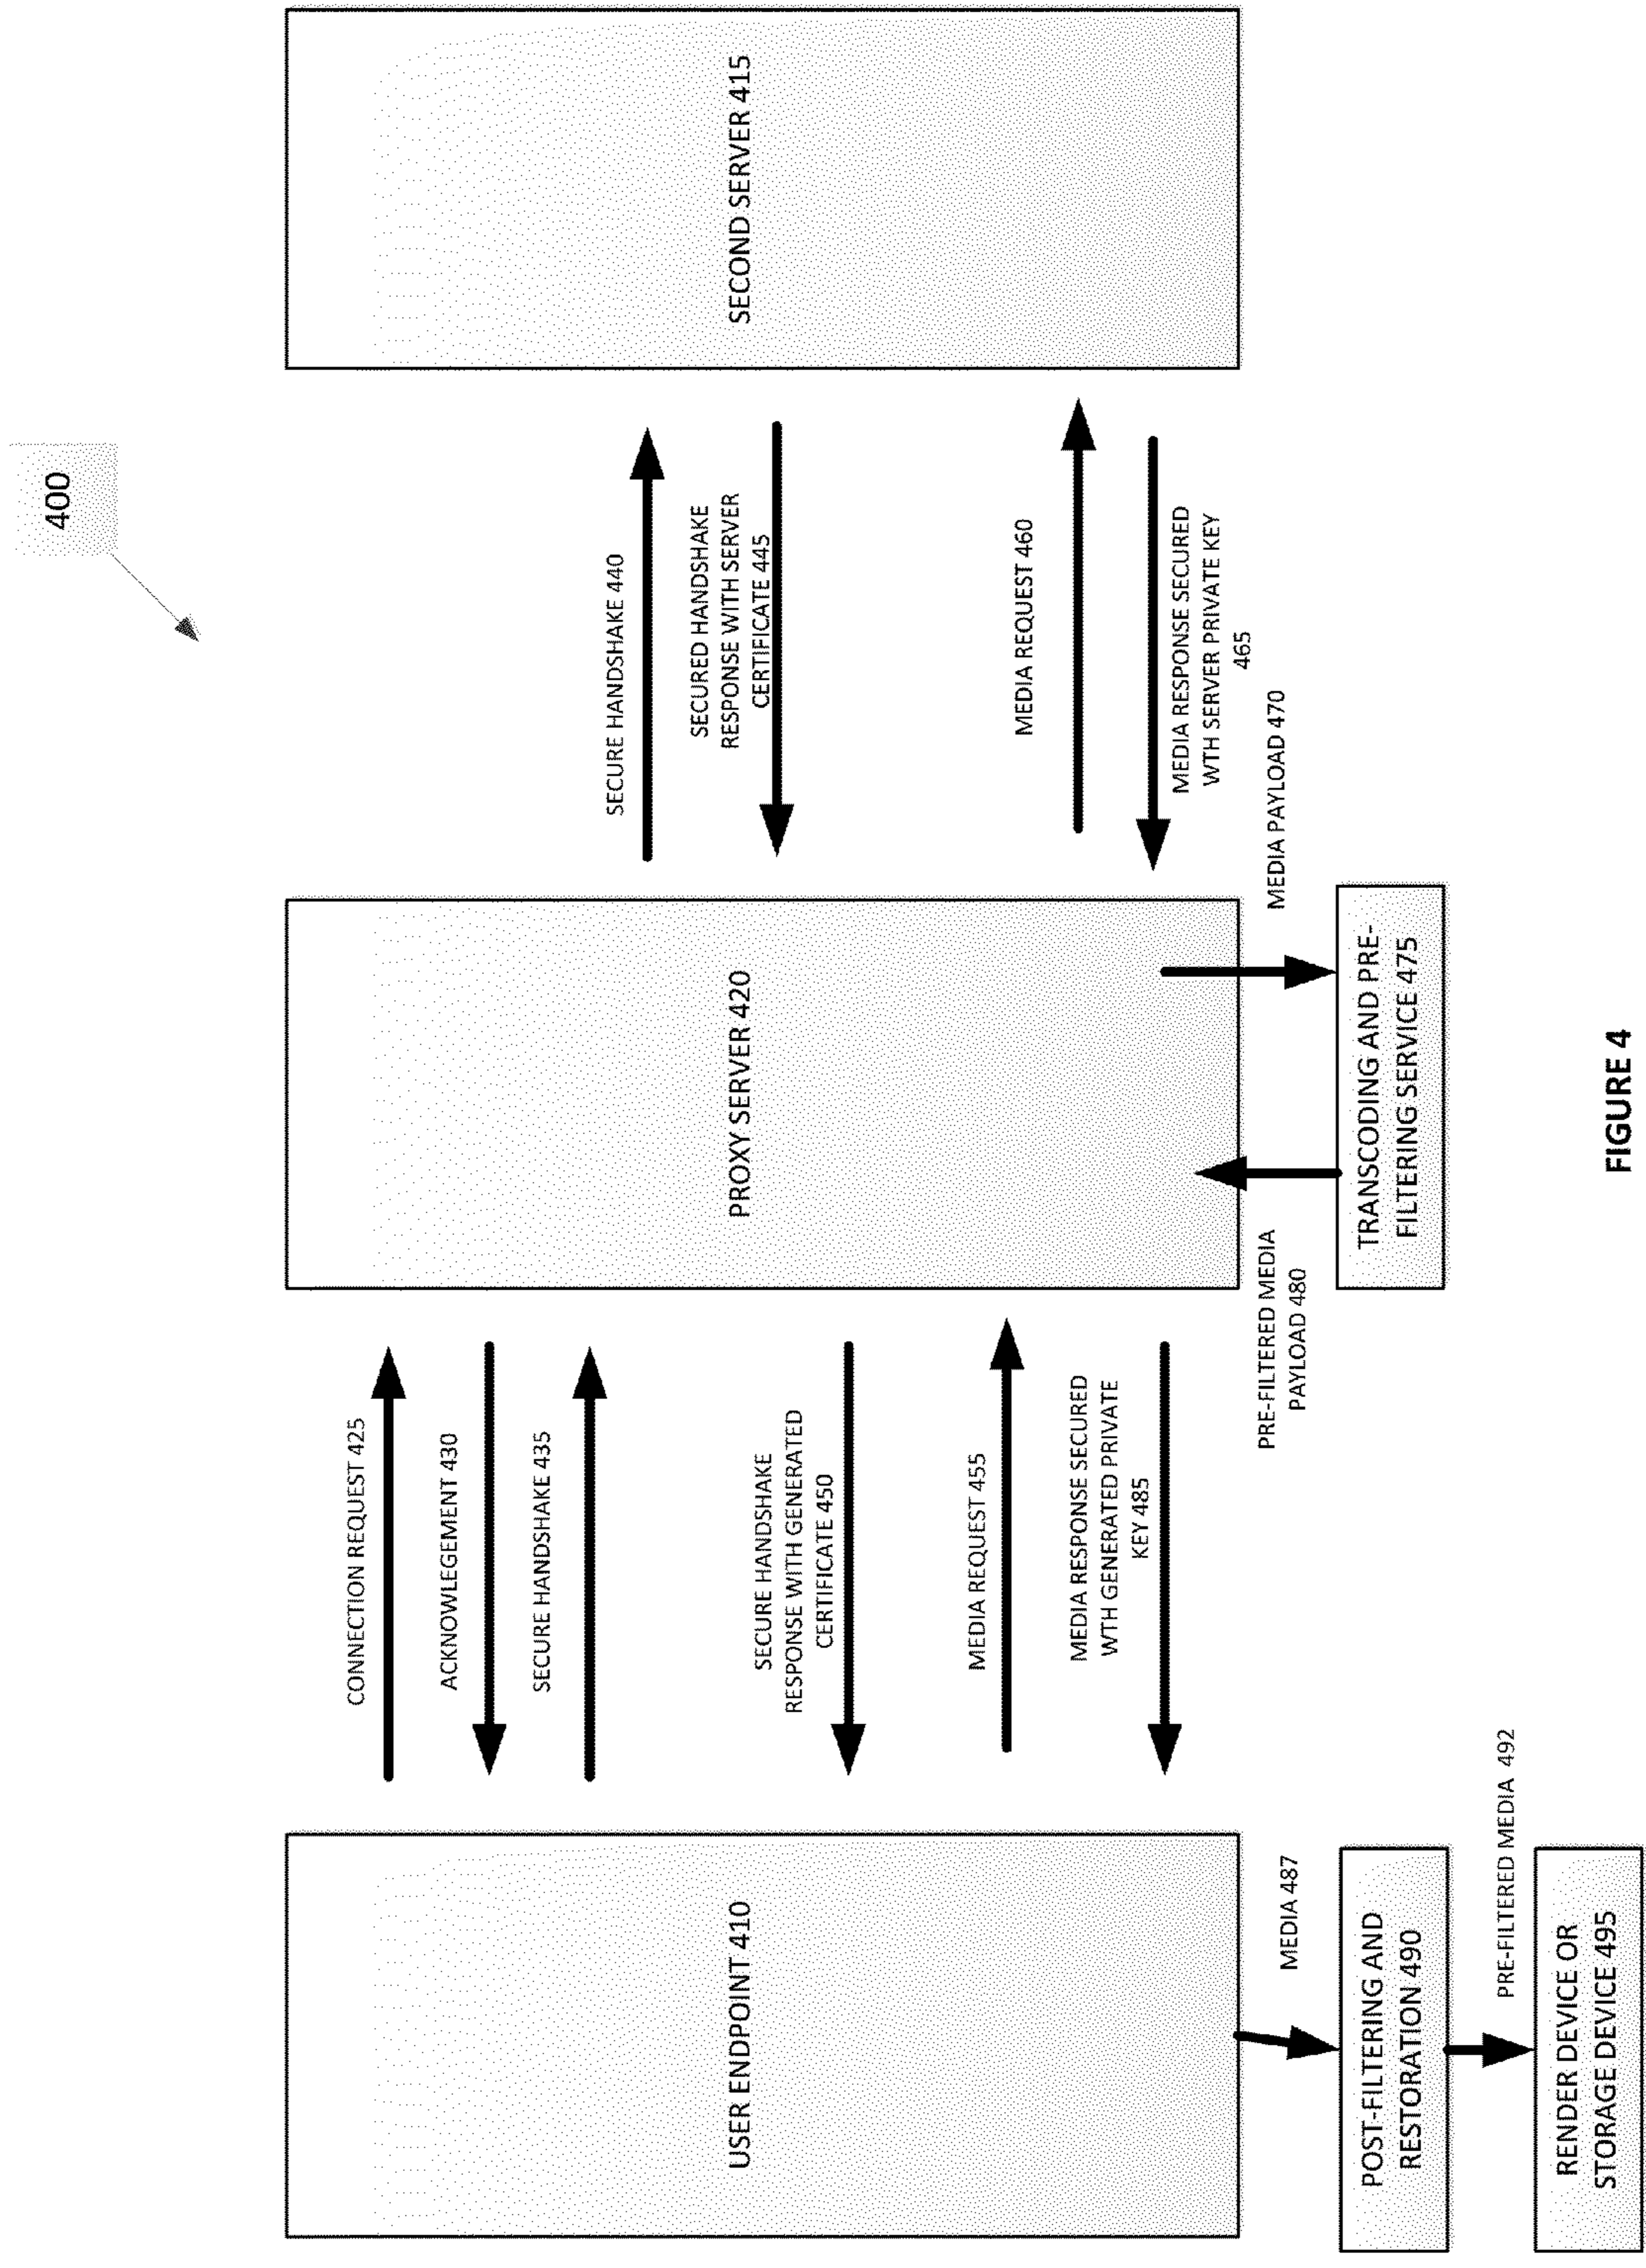 400
USER ENDPOINT 410
PROXY SERVER 420
SECOND SERVER 415
CONNECTION REQUEST 425
ACKNOWLEGEMENT 430
SECURE HANDSHAKE 435
SECURE HANDSHAKE 440
SECURED HANDSHAKE
RESPONSE WITH SERVER
CERTIFICATE 445
SECURE HANDSHAKE
RESPONSE WITH GENERATED
CERTIFICATE 450
MEDIA REQUEST 455
MEDIA REQUEST 460
MEDIA RESPONSE SECURED
WTH SERVER PRIVATE KEY
465
MEDIA PAYLOAD 470
TRANSCODING AND PRE-
FILTERING SERVICE 475
PRE-FILTERED MEDIA
PAYLOAD 480
MEDIA RESPONSE SECURED
WTH GENERATED PRIVATE
KEY 485
MEDIA 487
POST-FILTERING AND
RESTORATION 490
PRE-FILTERED MEDIA 492
RENDER DEVICE OR
STORAGE DEVICE 495
FIGURE 4